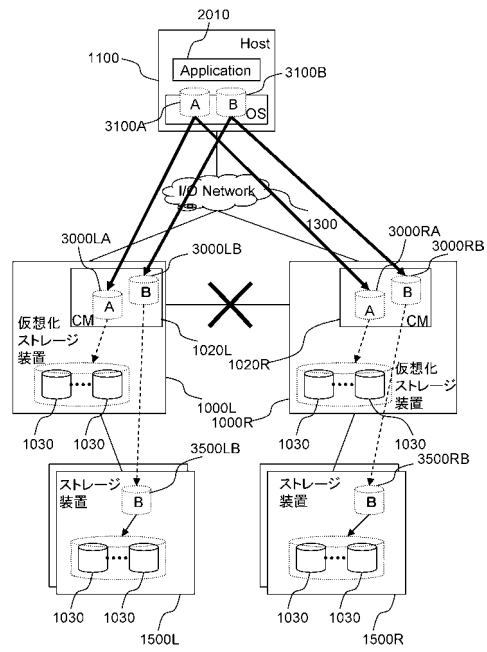 2010
Host
1100
Application
3100B
A
B
OS
3100A
I/O Network
1300
3000LA
3000LB
3000RA
3000RB
A
B
A
B
CM
CM
仮想化
ストレージ
装置
1020L
1020R
仮想化
ストレージ
装置
1030
1030
1000L
1000R
1030
1030
3500LB
3500RB
ストレージ
装置
B
ストレージ
装置
B
1030
1030
1030
1030
1500L
1500R